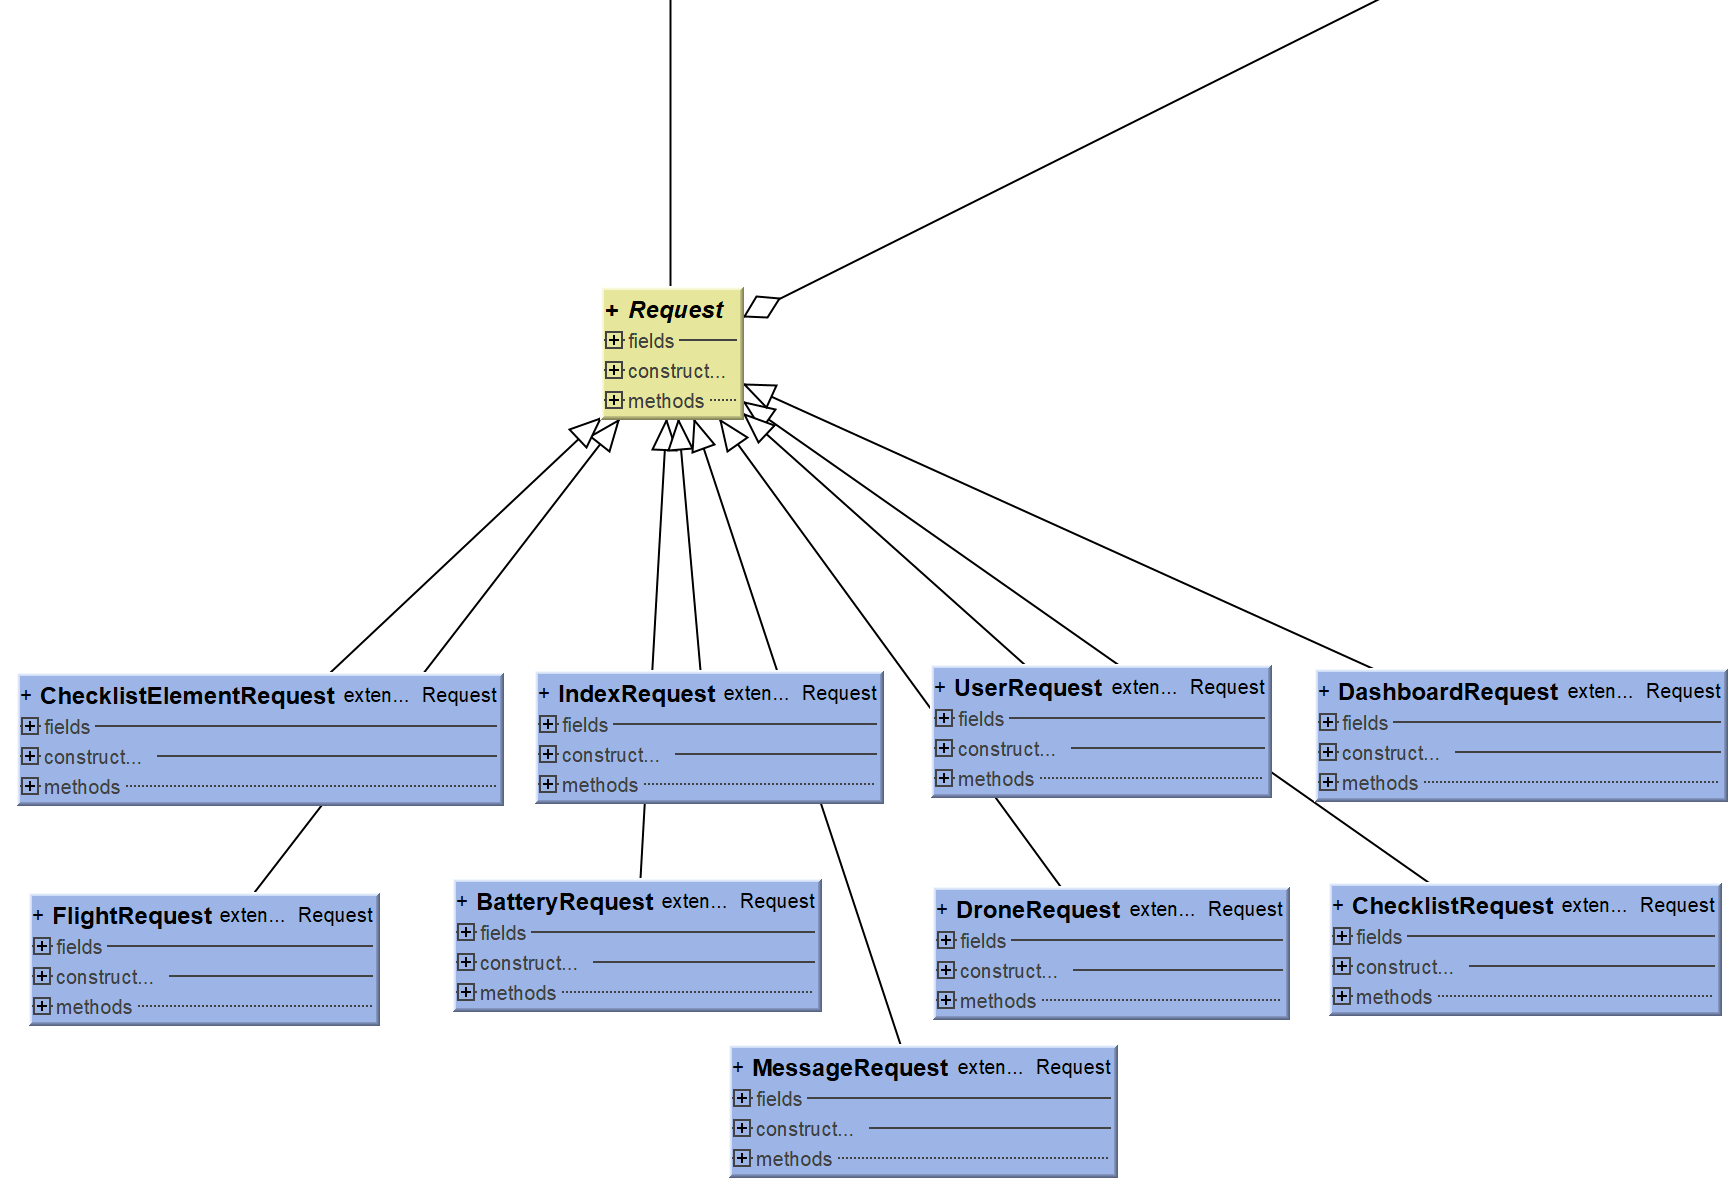 + Request
fields
construct...
methods
+ ChecklistElementRequest exten... Request
fields
construct...
methods
+ IndexRequest exten... Request
fields
construct...
methods
+ UserRequest exten... Request
fields
construct...
methods
+ DashboardRequest exten... Request
fields
construct...
methods
+ FlightRequest exten... Request
fields
construct...
methods
+ BatteryRequest exten... Request
fields
construct...
methods
+ DroneRequest exten... Request
fields
construct...
methods
+ ChecklistRequest exten... Request
fields
construct...
methods
+ MessageRequest exten... Request
fields
construct...
methods